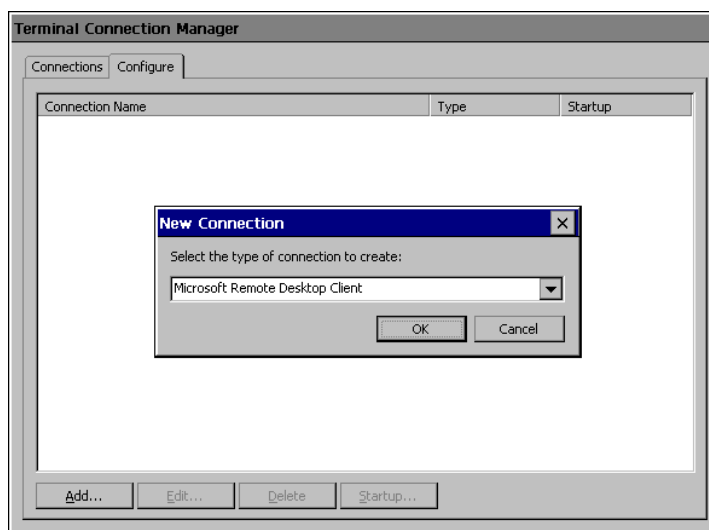 Terminal Connection Manager
Connections Configure
Connection Name Type Startup
New Connection
Select the type of connection to create:
Microsoft Remote Desktop Client
OK Cancel
Add... Edit... Delete Startup...